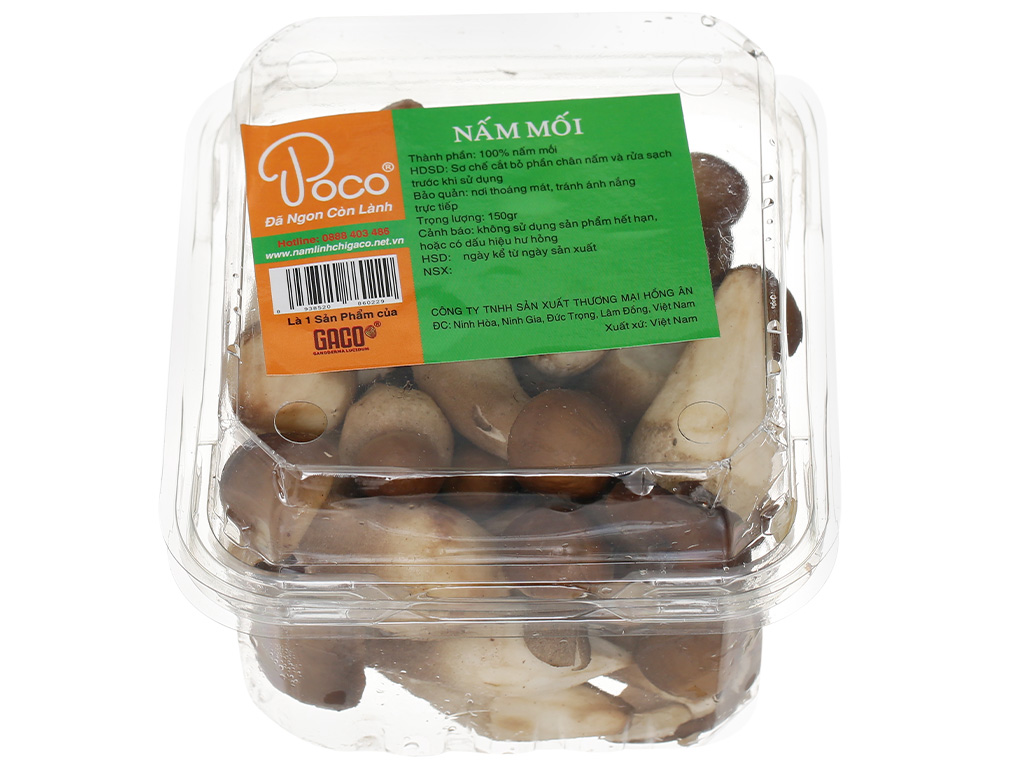 Poco®
Đã Ngon Còn Lành
Hotline: 0888 403 486
www.namlinhchigaco.net.vn
8 938520 860229
Là 1 Sản Phẩm của
GACO®
GANODERMA LUCIDUM
NẤM MỐI
Thành phần: 100% nấm mối
HDSD: Sơ chế cắt bỏ phần chân nấm và rửa sạch
trước khi sử dụng
Bảo quản: nơi thoáng mát, tránh ánh nắng
trực tiếp
Trọng lượng: 150gr
Cảnh báo: không sử dụng sản phẩm hết hạn,
hoặc có dấu hiệu hư hỏng
HSD: ngày kể từ ngày sản xuất
NSX:
CÔNG TY TNHH SẢN XUẤT THƯƠNG MẠI HỒNG ÂN
ĐC: Ninh Hòa, Ninh Gia, Đức Trọng, Lâm Đồng, Việt Nam
Xuất xứ: Việt Nam